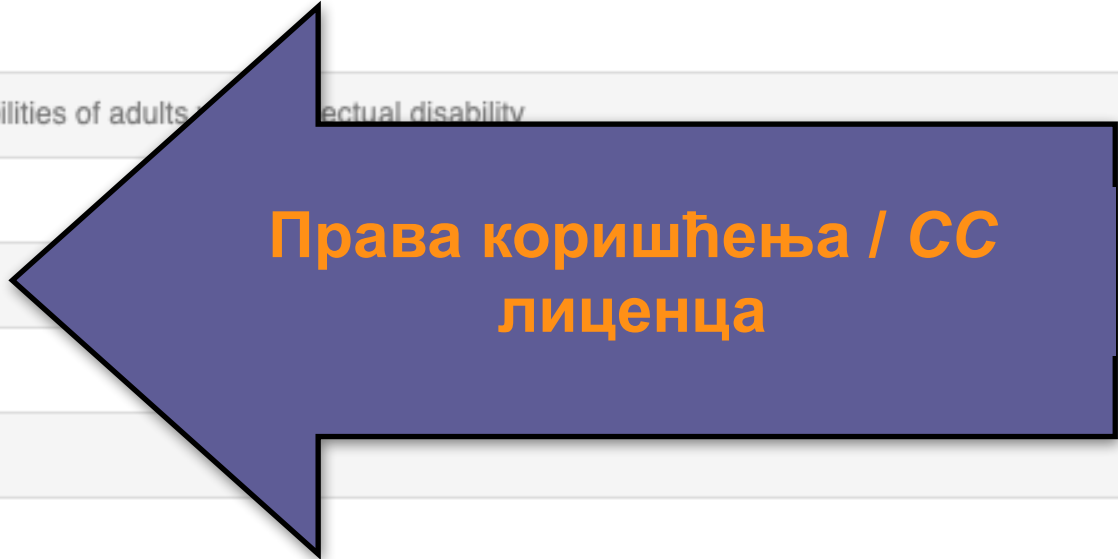 ilities of adults ectual disability
Права коришћења / CC
лиценца